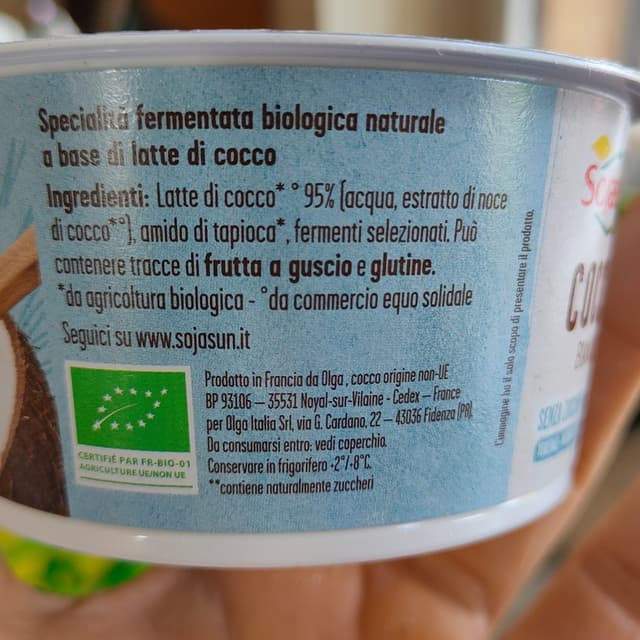 Specialità fermentata biologica naturale
a base di latte di cocco
Ingredienti: Latte di cocco*° 95% (acqua, estratto di noce
di cocco*°), amido di tapioca*, fermenti selezionati. Può
contenere tracce di frutta a guscio e glutine.
*da agricoltura biologica - °da commercio equo solidale
Seguici su www.sojasun.it
CERTIFIÉ PAR FR-BIO-01
AGRICULTURE UE/NON UE
Prodotto in Francia da Olga, cocco origine non-UE
BP 93106 – 35531 Noyal-sur-Vilaine - Cedex – France
per Olga Italia Srl, via G. Cardano, 22 – 43036 Fidenza (PR)
Da consumarsi entro: vedi coperchio.
Conservare in frigorifero +2°/+8°C.
**contiene naturalmente zuccheri
L'immagine ha il solo scopo di presentare il prodotto.
SENZA